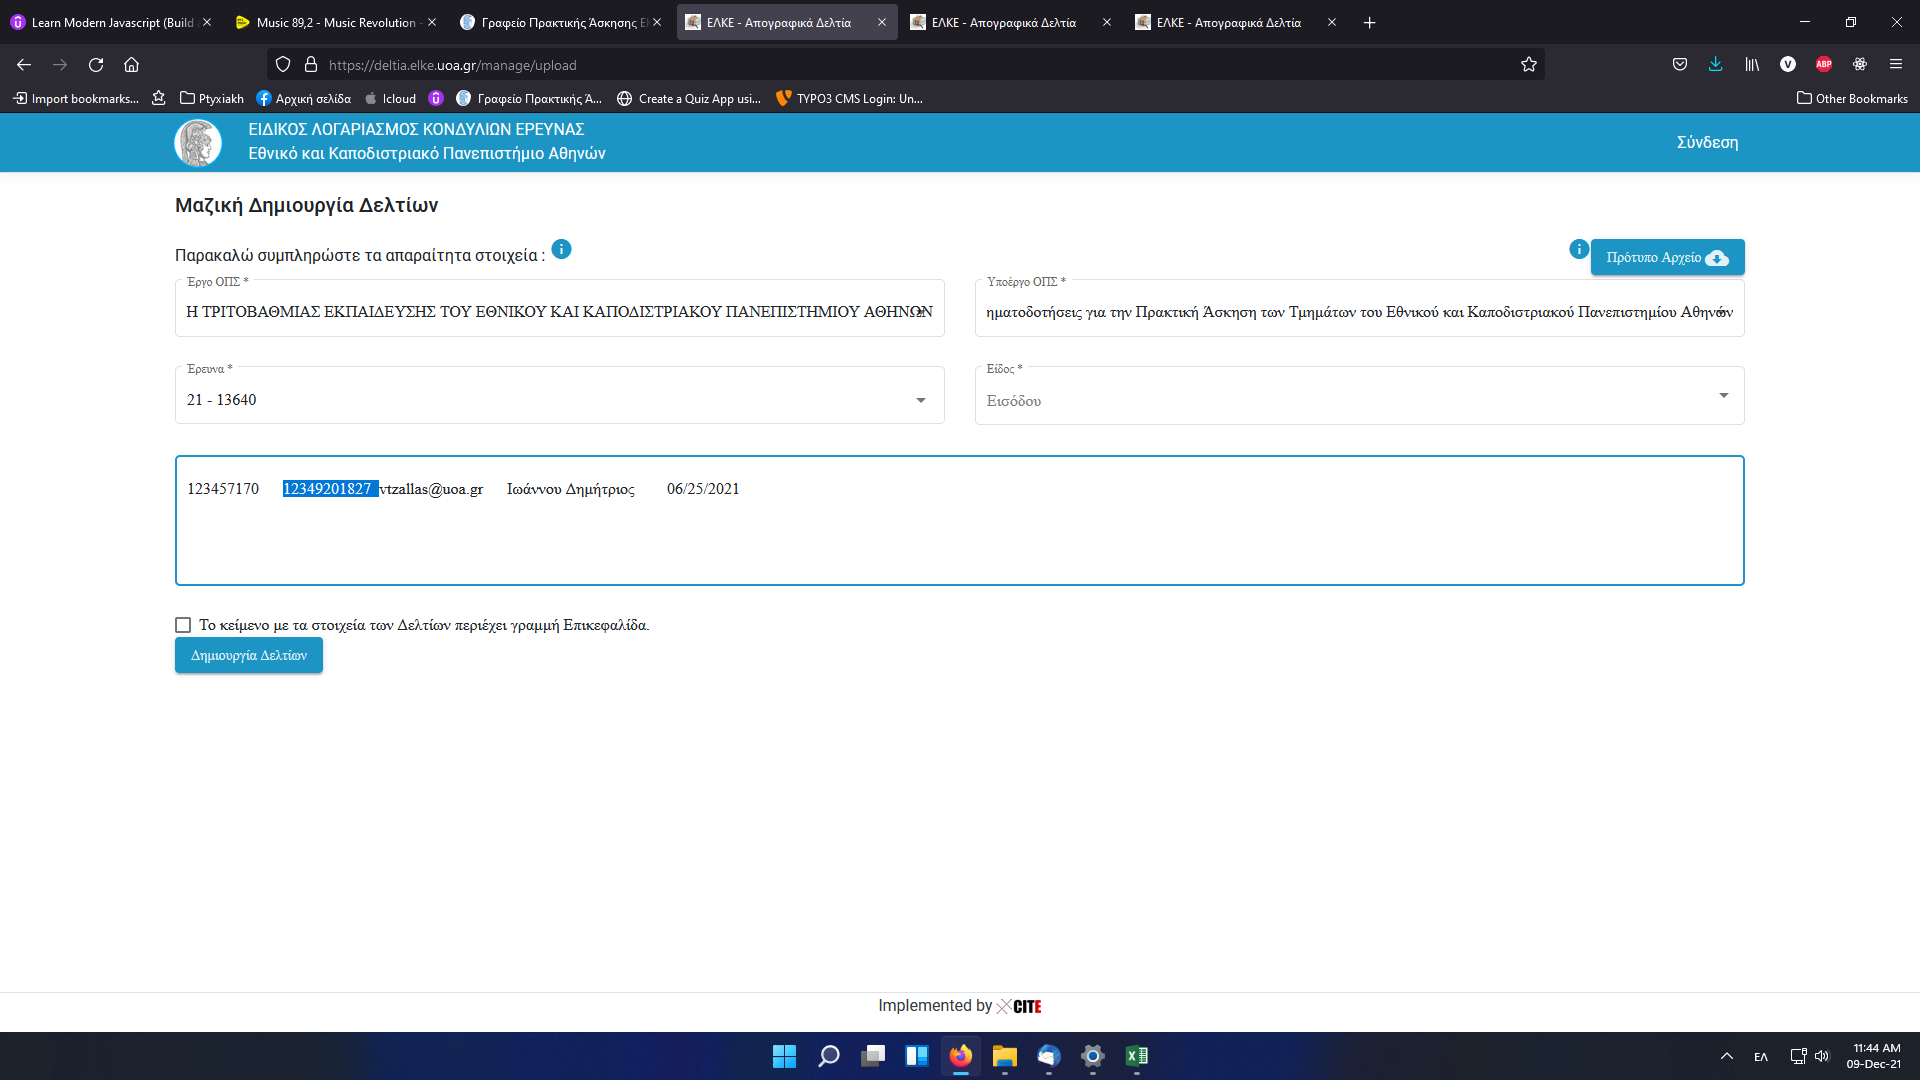 Learn Modern Javascript (Build
Music 89,2 - Music Revolution -
Γραφείο Πρακτικής Άσκησης
ΕΛΚΕ - Απογραφικά Δελτία
ΕΛΚΕ - Απογραφικά Δελτία
ΕΛΚΕ - Απογραφικά Δελτία
https://deltia.elke.uoa.gr/manage/upload
ABP
Import bookmarks...
Ptyxiakh
Αρχική σελίδα
Icloud
Γραφείο Πρακτικής Ά...
Create a Quiz App usi...
TYPO3 CMS Login: Un...
Other Bookmarks
ΕΙΔΙΚΟΣ ΛΟΓΑΡΙΑΣΜΟΣ ΚΟΝΔΥΛΙΩΝ ΕΡΕΥΝΑΣ
Εθνικό και Καποδιστριακό Πανεπιστήμιο Αθηνών
Σύνδεση
Μαζική Δημιουργία Δελτίων
Παρακαλώ συμπληρώστε τα απαραίτητα στοιχεία :
Πρότυπο Αρχείο
Έργο ΟΠΣ *
Η ΤΡΙΤΟΒΑΘΜΙΑΣ ΕΚΠΑΙΔΕΥΣΗΣ ΤΟΥ ΕΘΝΙΚΟΥ ΚΑΙ ΚΑΠΟΔΙΣΤΡΙΑΚΟΥ ΠΑΝΕΠΙΣΤΗΜΙΟΥ ΑΘΗΝΩΝ
Υποέργο ΟΠΣ *
ηματοδοτήσεις για την Πρακτική Άσκηση των Τμημάτων του Εθνικού και Καποδιστριακού Πανεπιστημίου Αθηνών
Έρευνα *
21 - 13640
Είδος *
Εισόδου
123457170 12349201827 vtzallas@uoa.gr Ιωάννου Δημήτριος 06/25/2021
Το κείμενο με τα στοιχεία των Δελτίων περιέχει γραμμή Επικεφαλίδα.
Δημιουργία Δελτίων
Implemented by CITE
ΕΛ
11:44 AM
09-Dec-21